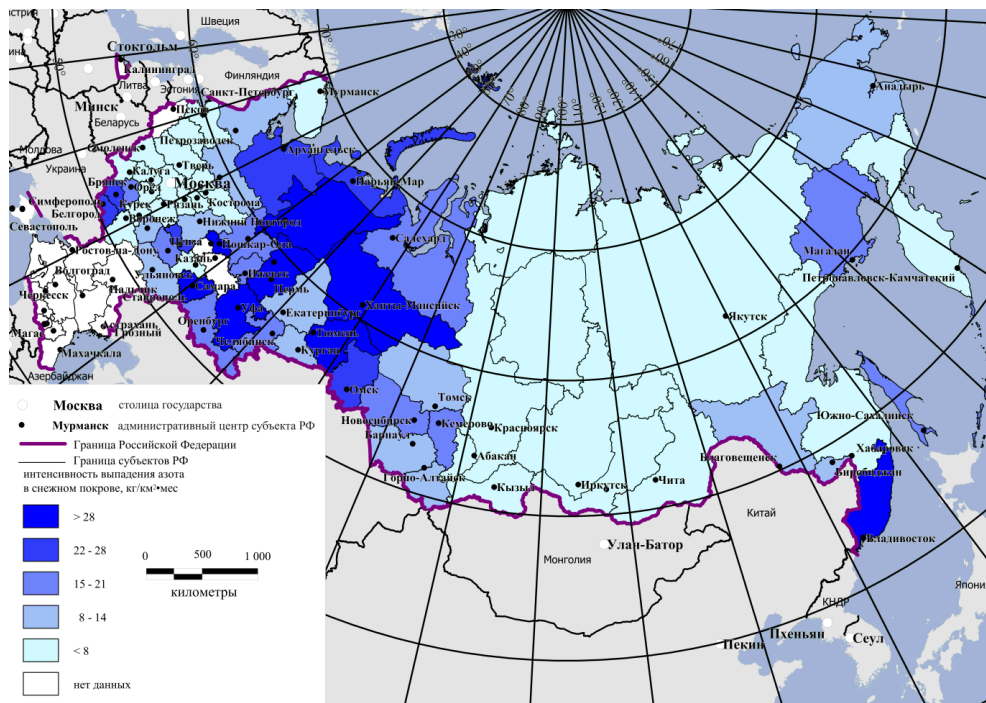 Швеция
Стокгольм
Калининград
Финляндия
Литва
Эстония
Санкт-Петербург
Мурманск
Анадырь
Минск
Псков
Беларусь
Петрозаводск
Молдова
Смоленск
Архангельск
Украина
Тверь
Калуга
Москва
Нарьян-Мар
Брянск
Орел
Симферополь
Курск
Рязань
Кострома
Белгород
Воронеж
Нижний Новгород
Севастополь
Салехард
Пенза
Йошкар-Ола
Магадан
Ростов-на-Дону
Казань
Волгоград
Ульяновск
Ижевск
Петропавловск-Камчатский
Нальчик
Самара
Пермь
Черкесск
Ставрополь
Уфа
Ханты-Мансийск
Екатеринбург
Якутск
Магас
Астрахань
Оренбург
Грозный
Челябинск
Тюмень
Махачкала
Курган
Азербайджан
Омск
Томск
Южно-Сахалинск
Новосибирск
Кемерово
Красноярск
Барнаул
Хабаровск
Абакан
Благовещенск
Биробиджан
Горно-Алтайск
Кызыл
Иркутск
Чита
Китай
Владивосток
Улан-Батор
Монголия
КНДР
Пхеньян
Сеул
Пекин
Москва столица государства
Мурманск административный центр субъекта РФ
Граница Российской Федерации
Граница субъектов РФ
интенсивность выпадения азота
в снежном покрове, кг/км²•мес
> 28
22 - 28
15 - 21
8 - 14
< 8
нет данных
0 500 1 000
километры